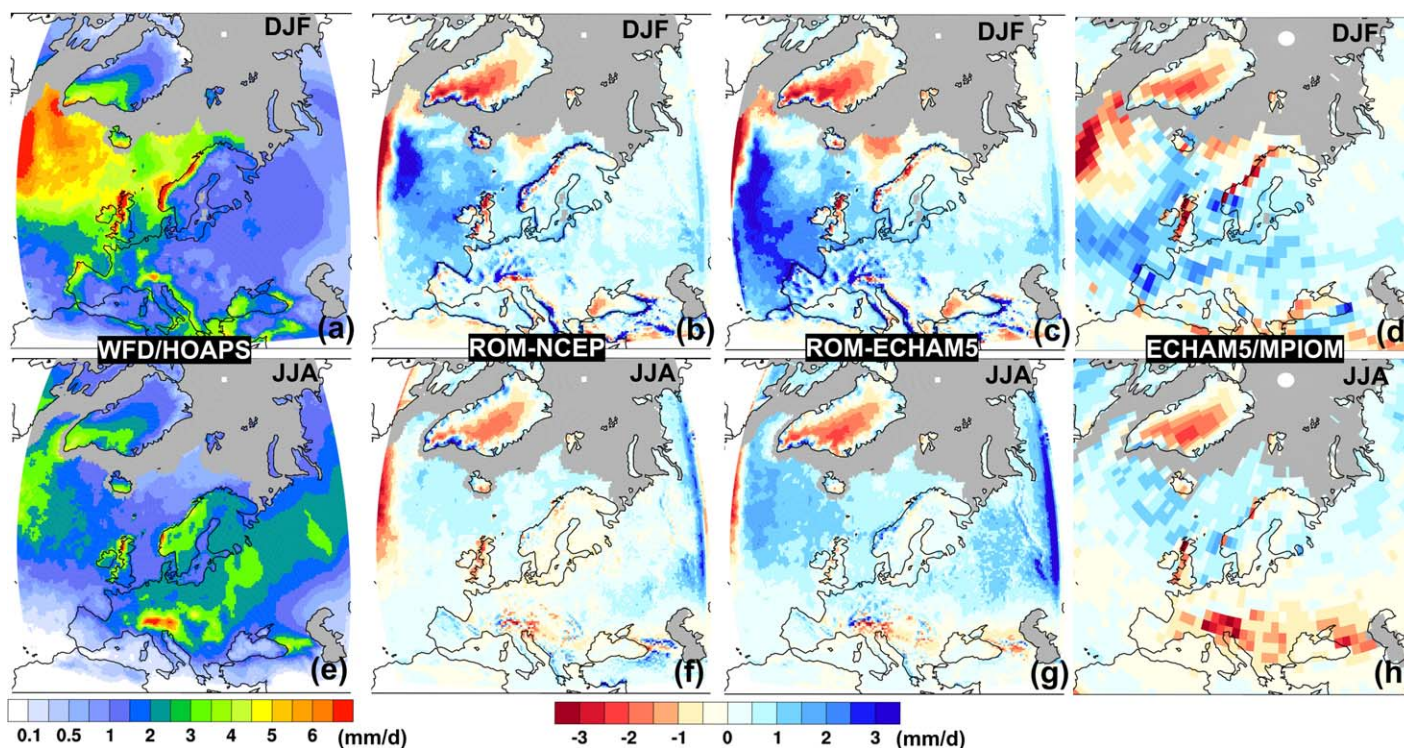 DJF DJF DJF DJF
(a) (b) (c) (d)
WFD/HOAPS ROM-NCEP ROM-ECHAM5 ECHAM5/MPIOM
JJA JJA JJA JJA
(e) (f) (g) (h)
0.1 0.5 1 2 3 4 5 6 (mm/d) -3 -2 -1 0 1 2 3 (mm/d)